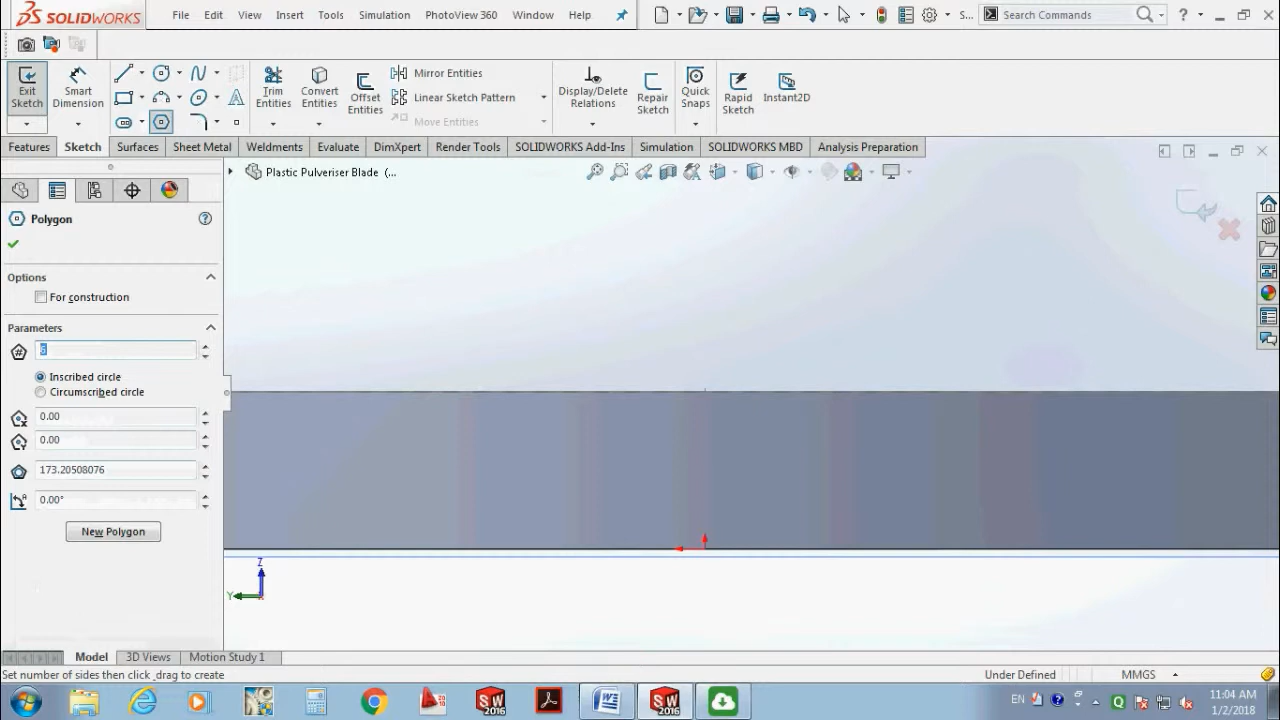 SOLIDWORKS File Edit View Insert Tools Simulation PhotoView 360 Window Help S... Search Commands ?
Exit Sketch
Smart Dimension
Trim Entities
Convert Entities
Offset Entities
Mirror Entities
Linear Sketch Pattern
Move Entities
Display/Delete Relations
Repair Sketch
Quick Snaps
Rapid Sketch
Instant2D
Features Sketch Surfaces Sheet Metal Weldments Evaluate DimXpert Render Tools SOLIDWORKS Add-Ins Simulation SOLIDWORKS MBD Analysis Preparation
Plastic Pulveriser Blade (...
Polygon ?
Options
For construction
Parameters
6
Inscribed circle
Circumscribed circle
0.00
0.00
173.20508076
0.00°
New Polygon
Z
Y
Model 3D Views Motion Study 1
Set number of sides then click ,drag to create Under Defined MMGS
SW 2016 SW 2016 EN 11:04 AM
1/2/2018